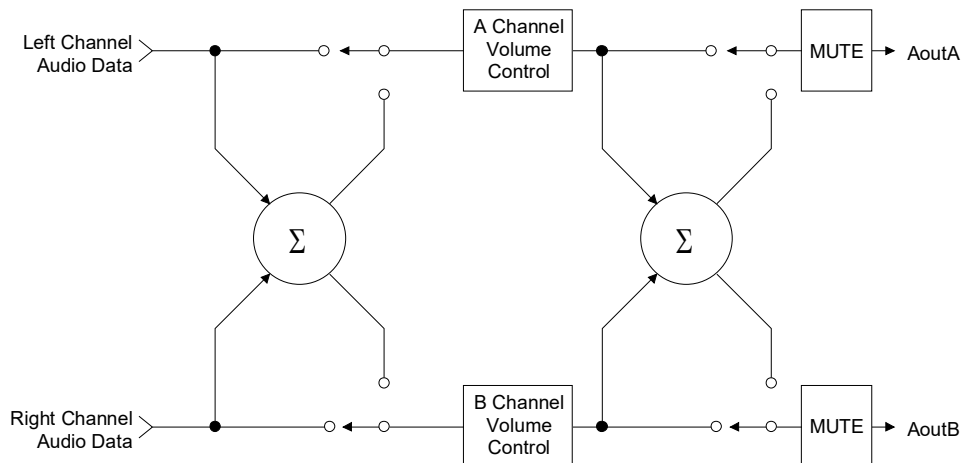 Left Channel
Audio Data
A Channel
Volume
Control
MUTE
AoutA
Σ
Σ
Right Channel
Audio Data
B Channel
Volume
Control
MUTE
AoutB